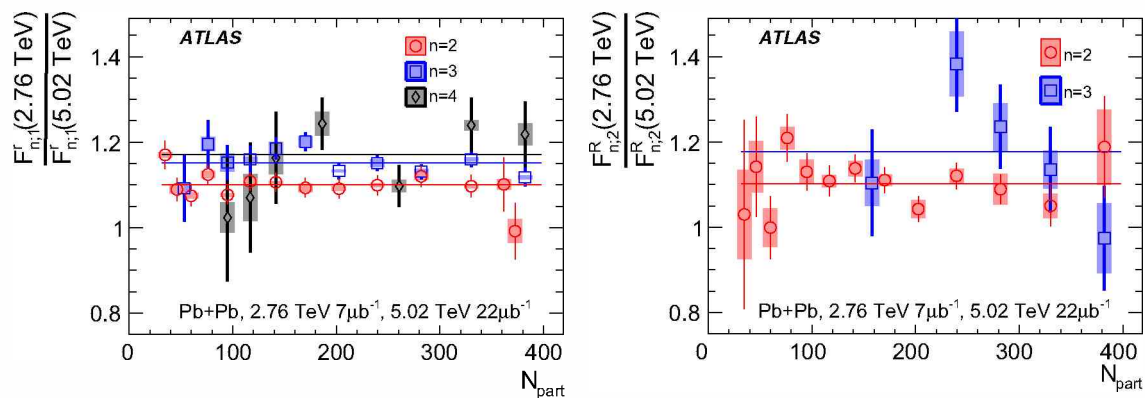 F^r_{n;1}(2.76 TeV)
F^r_{n;1}(5.02 TeV)
ATLAS
n=2
n=3
n=4
1.4
1.2
1
0.8
Pb+Pb, 2.76 TeV 7μb^-1, 5.02 TeV 22μb^-1
0 100 200 300 400
N_part
F^R_{n;2}(2.76 TeV)
F^R_{n;2}(5.02 TeV)
ATLAS
n=2
n=3
1.4
1.2
1
0.8
Pb+Pb, 2.76 TeV 7μb^-1, 5.02 TeV 22μb^-1
0 100 200 300 400
N_part